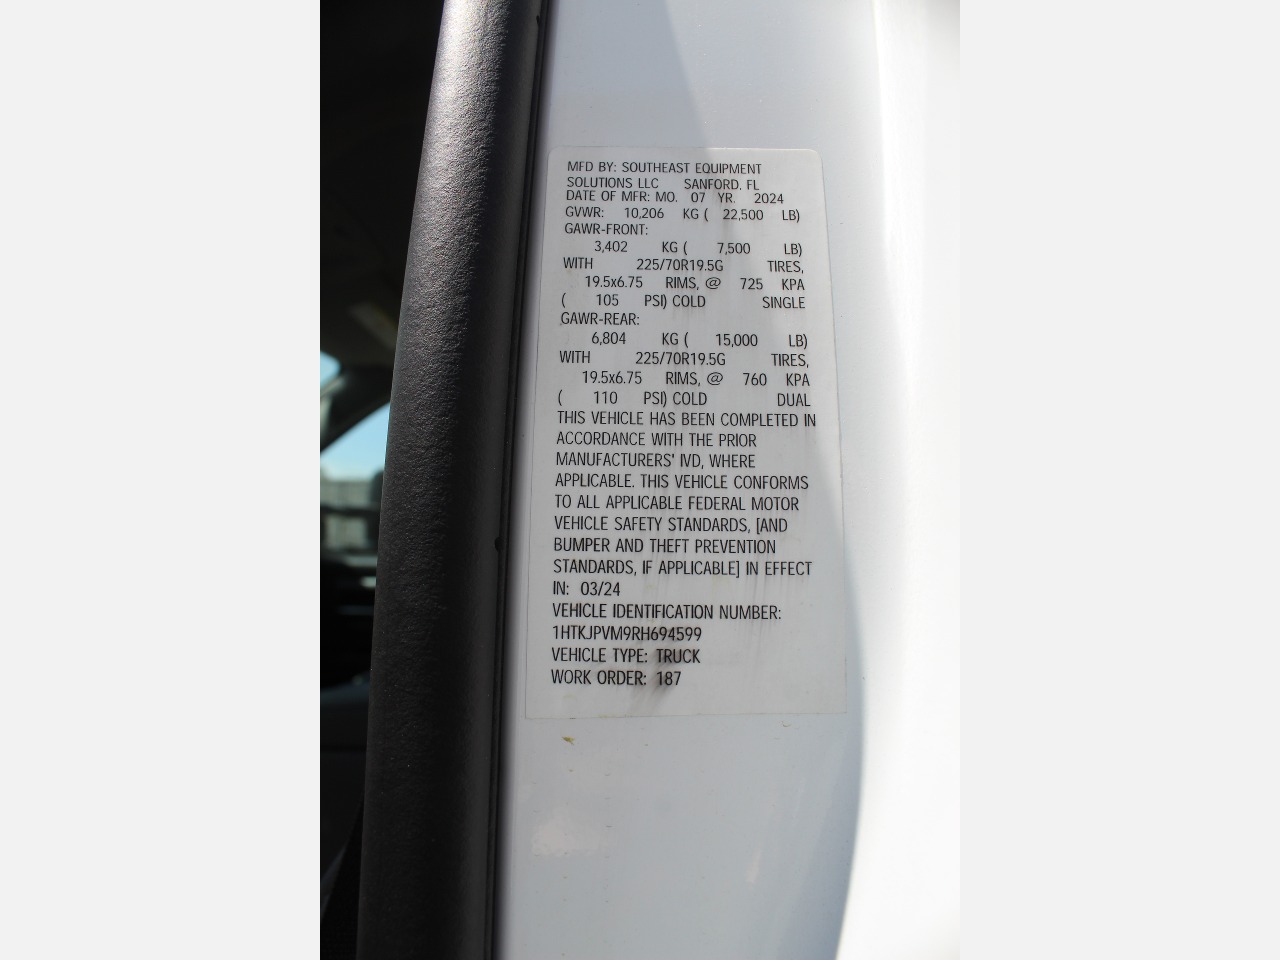 MFD BY: SOUTHEAST EQUIPMENT
SOLUTIONS LLC SANFORD, FL
DATE OF MFR: MO. 07 YR. 2024
GVWR: 10,206 KG ( 22,500 LB)
GAWR-FRONT:
3,402 KG ( 7,500 LB)
WITH 225/70R19.5G TIRES,
19.5x6.75 RIMS, @ 725 KPA
( 105 PSI) COLD SINGLE
GAWR-REAR:
6,804 KG ( 15,000 LB)
WITH 225/70R19.5G TIRES,
19.5x6.75 RIMS, @ 760 KPA
( 110 PSI) COLD DUAL
THIS VEHICLE HAS BEEN COMPLETED IN
ACCORDANCE WITH THE PRIOR
MANUFACTURERS' IVD, WHERE
APPLICABLE. THIS VEHICLE CONFORMS
TO ALL APPLICABLE FEDERAL MOTOR
VEHICLE SAFETY STANDARDS, [AND
BUMPER AND THEFT PREVENTION
STANDARDS, IF APPLICABLE] IN EFFECT
IN: 03/24
VEHICLE IDENTIFICATION NUMBER:
1HTKJPVM9RH694599
VEHICLE TYPE: TRUCK
WORK ORDER: 187